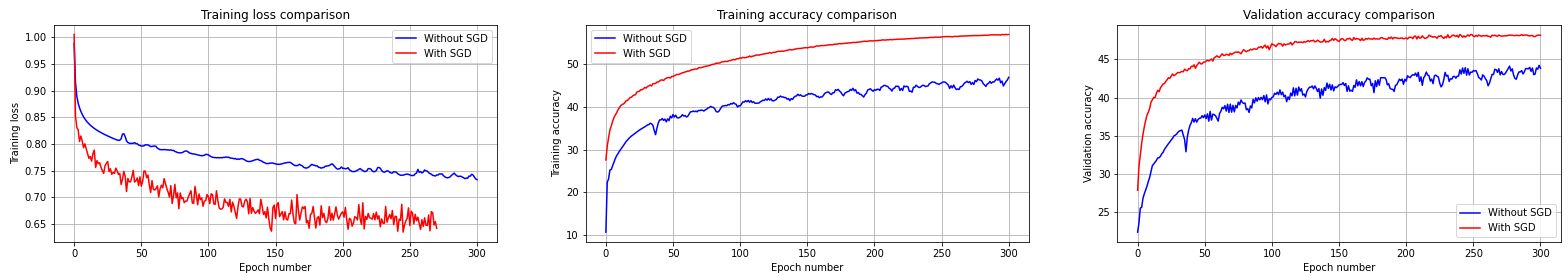 Training loss comparison
Training loss
1.00
0.95
0.90
0.85
0.80
0.75
0.70
0.65
Without SGD
With SGD
0
50
100
150
200
250
300
Epoch number
Training accuracy comparison
Training accuracy
50
40
30
20
10
Without SGD
With SGD
0
50
100
150
200
250
300
Epoch number
Validation accuracy comparison
Validation accuracy
45
40
35
30
25
Without SGD
With SGD
0
50
100
150
200
250
300
Epoch number